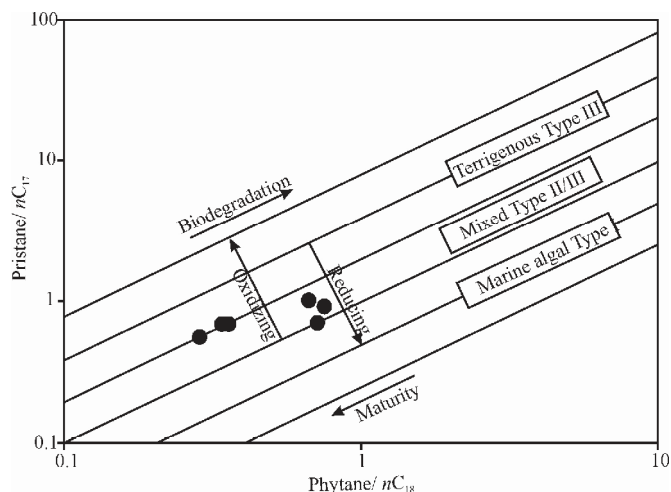 100
10
1
0.1
Pristane/ nC₁₇
Biodegradation
Oxidizing
Reducing
Maturity
Terrigenous Type III
Mixed Type II/III
Marine algal Type
0.1
1
10
Phytane/ nC₁₈